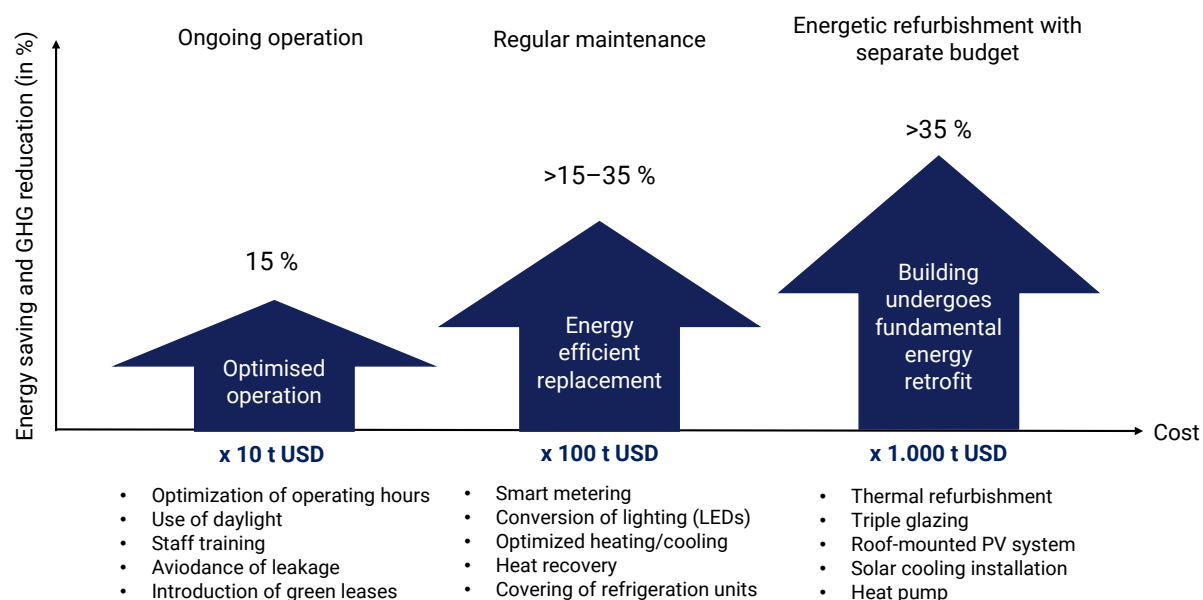 Energy saving and GHG reducation (in %)
Ongoing operation
Regular maintenance
Energetic refurbishment with
separate budget
15 %
>15–35 %
>35 %
Optimised
operation
Energy
efficient
replacement
Building
undergoes
fundamental
energy
retrofit
Cost
x 10 t USD
x 100 t USD
x 1.000 t USD
• Optimization of operating hours
• Use of daylight
• Staff training
• Aviodance of leakage
• Introduction of green leases
• Smart metering
• Conversion of lighting (LEDs)
• Optimized heating/cooling
• Heat recovery
• Covering of refrigeration units
• Thermal refurbishment
• Triple glazing
• Roof-mounted PV system
• Solar cooling installation
• Heat pump